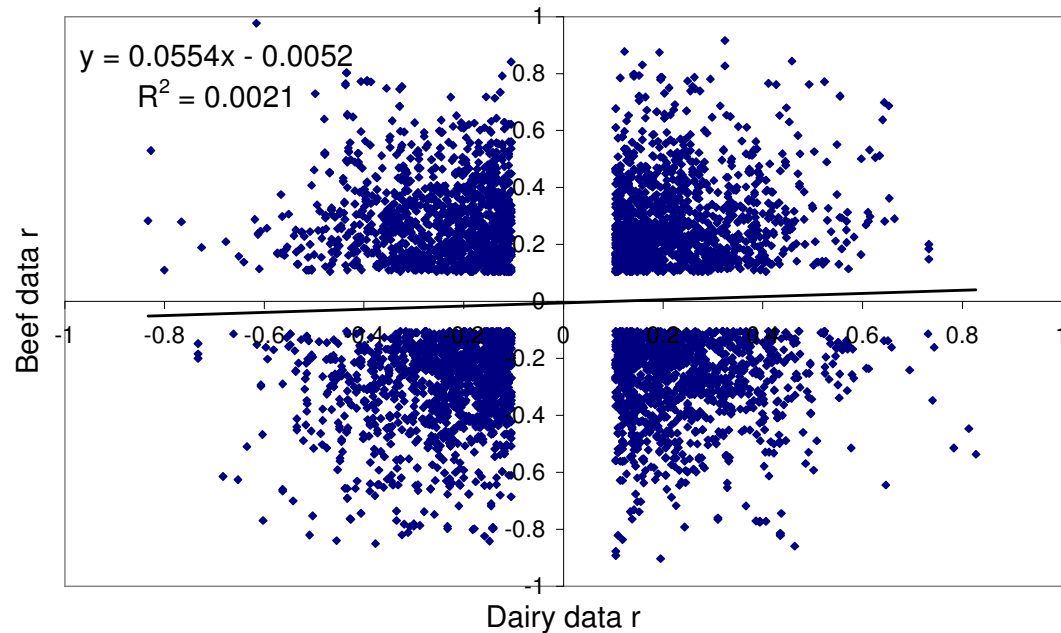 y = 0.0554x - 0.0052
R² = 0.0021
1
0.8
0.6
0.4
0.2
0
-0.2
-0.4
-0.6
-0.8
-1
-1 -0.8 -0.6 -0.4 -0.2 0 0.2 0.4 0.6 0.8 1
Beef data r
Dairy data r